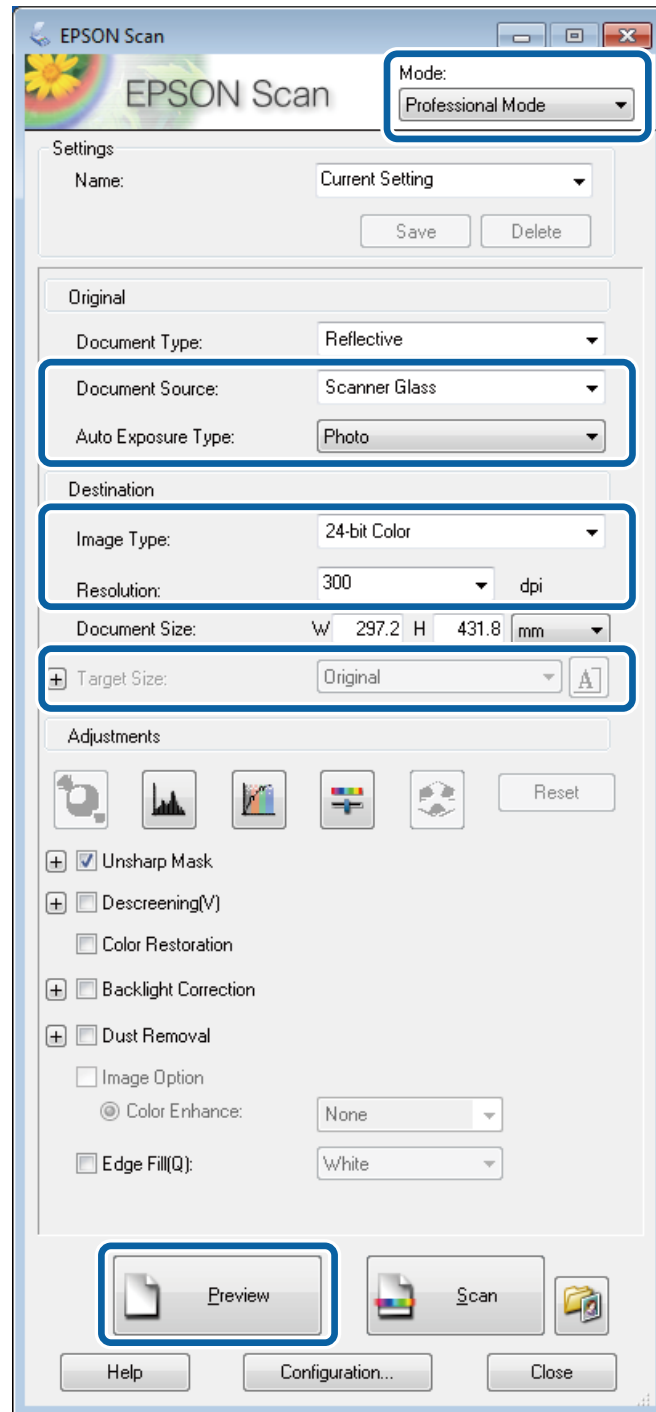 EPSON Scan
EPSON Scan
Mode:
Professional Mode
Settings
Name: Current Setting
Save Delete
Original
Document Type: Reflective
Document Source: Scanner Glass
Auto Exposure Type: Photo
Destination
Image Type: 24-bit Color
Resolution: 300 dpi
Document Size: W 297.2 H 431.8 mm
Target Size: Original A
Adjustments
Reset
Unsharp Mask
Descreening(V)
Color Restoration
Backlight Correction
Dust Removal
Image Option
Color Enhance: None
Edge Fill(Q): White
Preview Scan
Help Configuration... Close